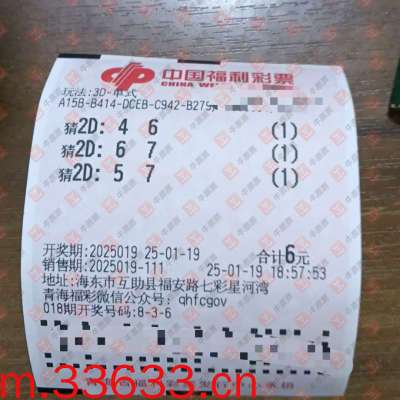 中国福利彩票
CHINA WE
玩法:3D-单式
A15B-B414-DCEB-C942-B275
猜2D: 4 6 (1)
猜2D: 6 7 (1)
猜2D: 5 7 (1)
开奖期:2025019 25-01-19 合计6元
销售期:2025019-111 25-01-19 18:57:53
地址:海东市互助县福安路七彩星河湾
青海福彩微信公众号: qhfcgov
018期开奖号码:8-3-6
m.33633.cn